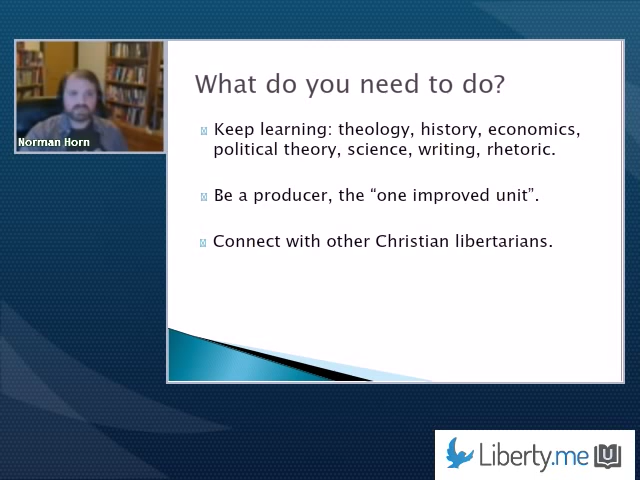 What do you need to do?
Norman Horn
Keep learning: theology, history, economics,
political theory, science, writing, rhetoric.
Be a producer, the “one improved unit”.
Connect with other Christian libertarians.
Liberty.me U